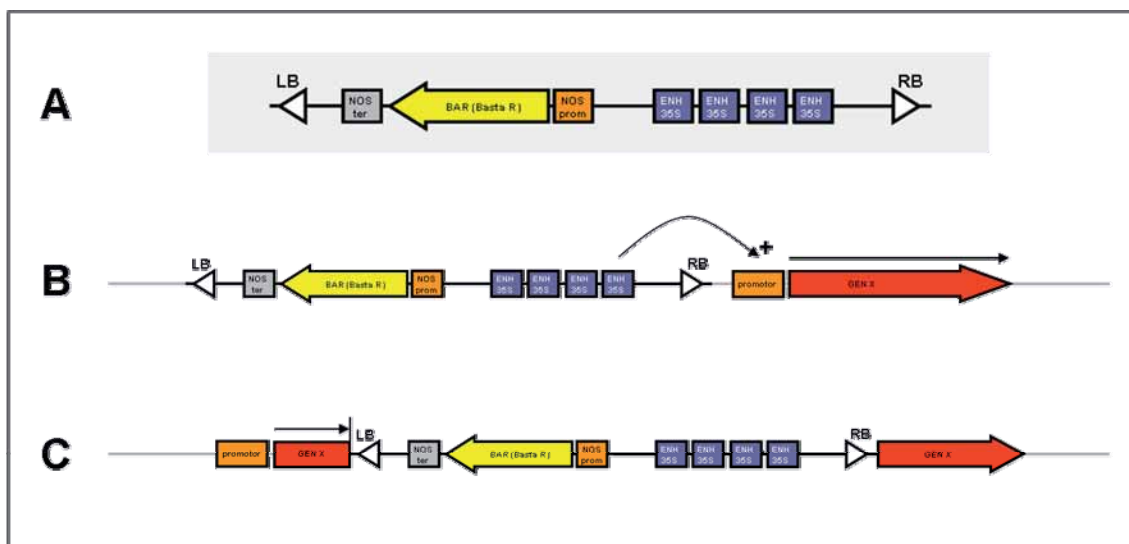 A
LB
RB
NOS
ter
BAR (Basta R)
NOS
prom
ENH
35S
ENH
35S
ENH
35S
ENH
35S
B
LB
NOS
ter
BAR (Basta R)
NOS
prom
ENH
35S
ENH
35S
ENH
35S
ENH
35S
RB
+
promotor
GEN X
C
promotor
GEN X
LB
NOS
ter
BAR (Basta R)
NOS
prom
ENH
35S
ENH
35S
ENH
35S
ENH
35S
RB
GEN X